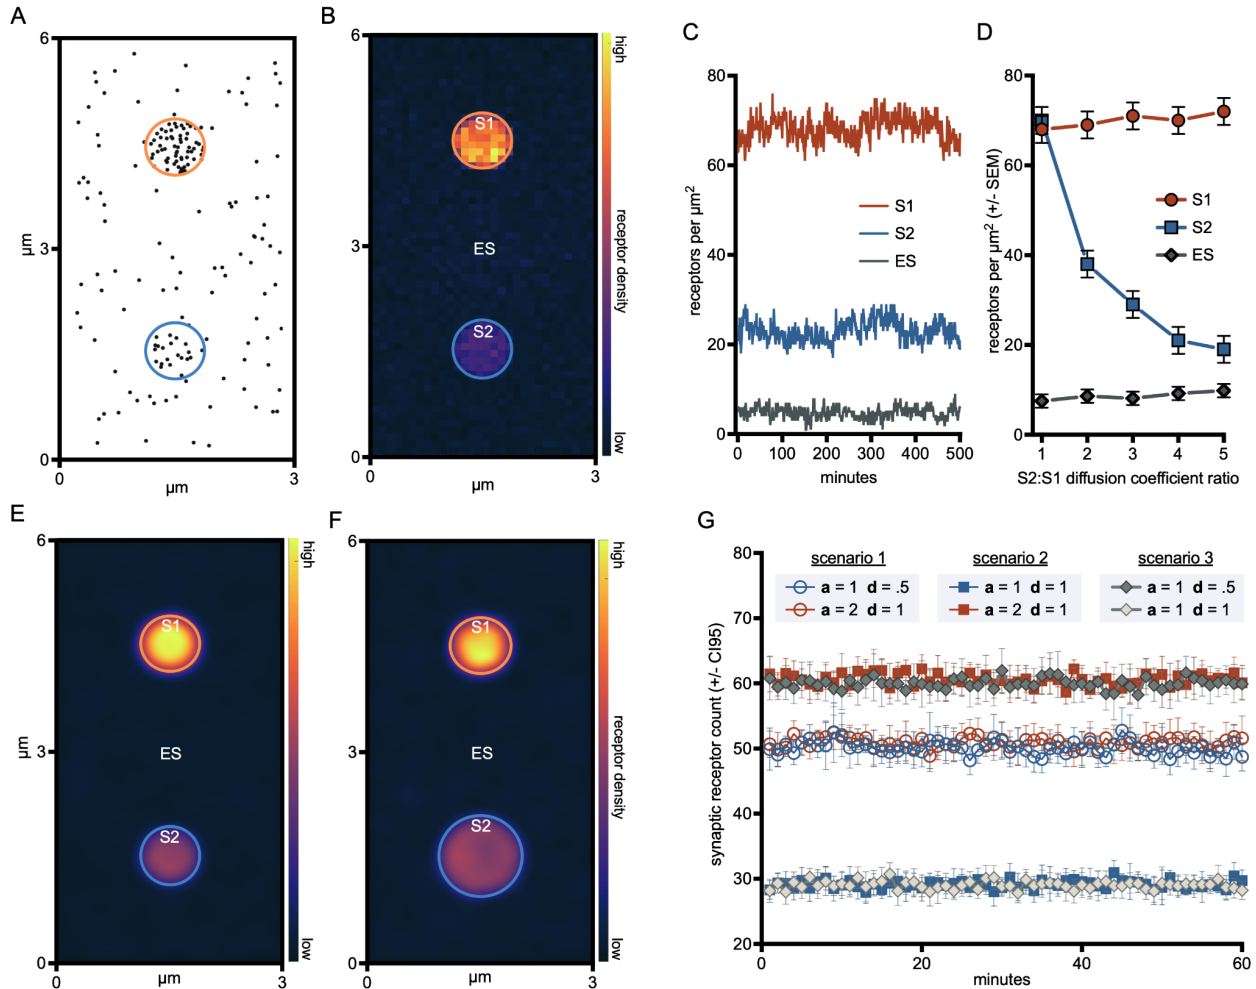 A
6
3
0
0
3
µm
µm
B
6
3
0
0
3
µm
S1
ES
S2
high
receptor density
low
C
80
60
40
20
0
0
100
200
300
400
500
receptors per µm²
minutes
S1
S2
ES
D
80
60
40
20
0
1
2
3
4
5
receptors per µm² (+/- SEM)
S2:S1 diffusion coefficient ratio
S1
S2
ES
E
6
3
0
0
3
µm
µm
S1
ES
S2
high
low
F
6
3
0
0
3
µm
S1
ES
S2
high
receptor density
low
G
80
70
60
50
40
30
20
0
20
40
60
synaptic receptor count (+/- CI95)
minutes
scenario 1
a = 1 d = .5
a = 2 d = 1
scenario 2
a = 1 d = 1
a = 2 d = 1
scenario 3
a = 1 d = .5
a = 1 d = 1